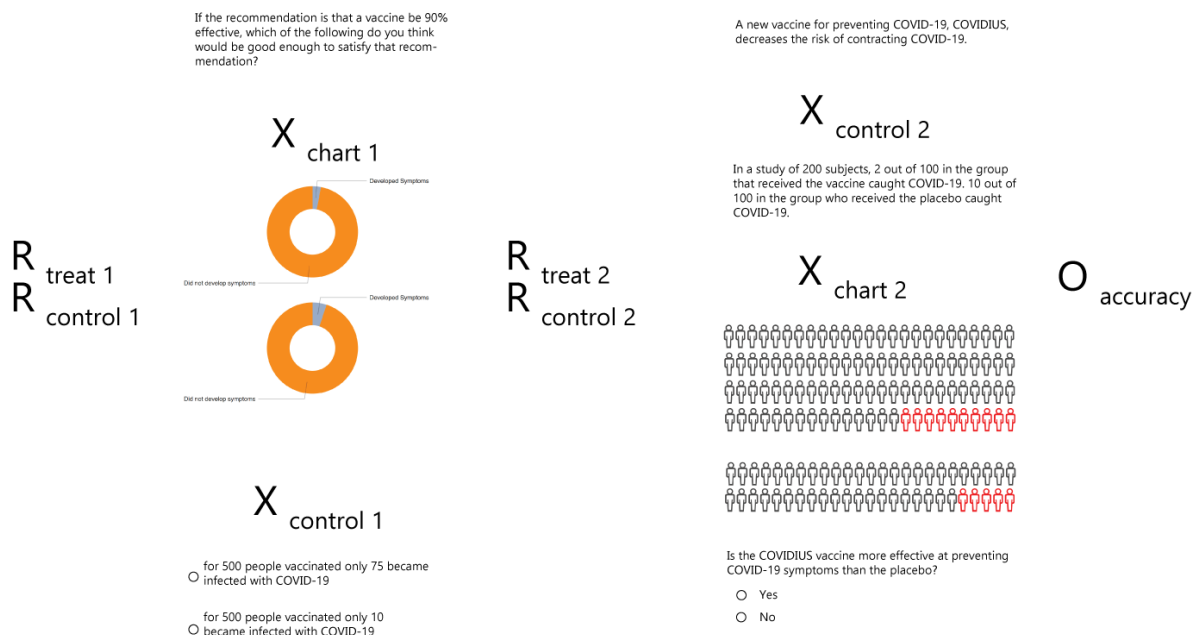 If the recommendation is that a vaccine be 90%
effective, which of the following do you think
would be good enough to satisfy that recom-
mendation?
X chart 1
Developed Symptoms
Did not develop symptoms
Developed Symptoms
Did not develop symptoms
R treat 1
R control 1
X control 1
for 500 people vaccinated only 75 became
infected with COVID-19
for 500 people vaccinated only 10
became infected with COVID-19
R treat 2
R control 2
A new vaccine for preventing COVID-19, COVIDIUS,
decreases the risk of contracting COVID-19.
X control 2
In a study of 200 subjects, 2 out of 100 in the group
that received the vaccine caught COVID-19. 10 out of
100 in the group who received the placebo caught
COVID-19.
X chart 2
Is the COVIDIUS vaccine more effective at preventing
COVID-19 symptoms than the placebo?
Yes
No
O accuracy